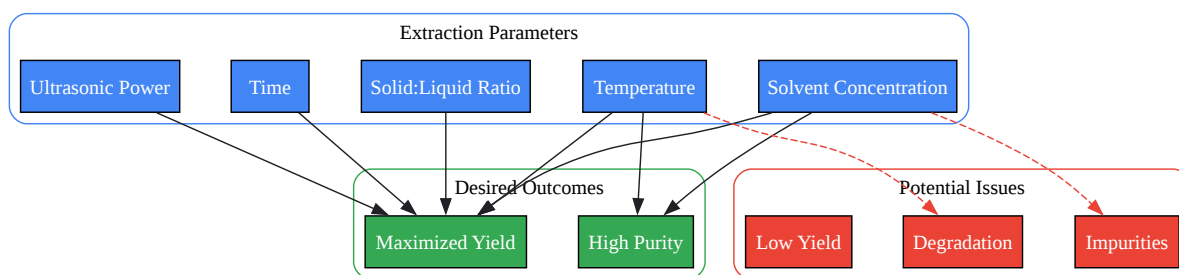 Extraction Parameters
Ultrasonic Power
Time
Solid:Liquid Ratio
Temperature
Solvent Concentration
Desired Outcomes
Potential Issues
Maximized Yield
High Purity
Low Yield
Degradation
Impurities